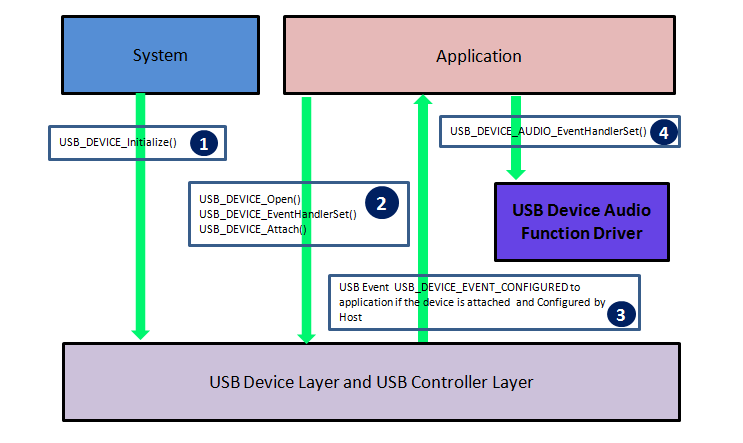 System
Application
USB_DEVICE_Initialize()
1
USB_DEVICE_AUDIO_EventHandlerSet()
4
USB_DEVICE_Open()
USB_DEVICE_EventHandlerSet()
USB_DEVICE_Attach()
2
USB Device Audio
Function Driver
USB Event  USB_DEVICE_EVENT_CONFIGURED to
application if the device is attached  and Configured by
Host
3
USB Device Layer and USB Controller Layer